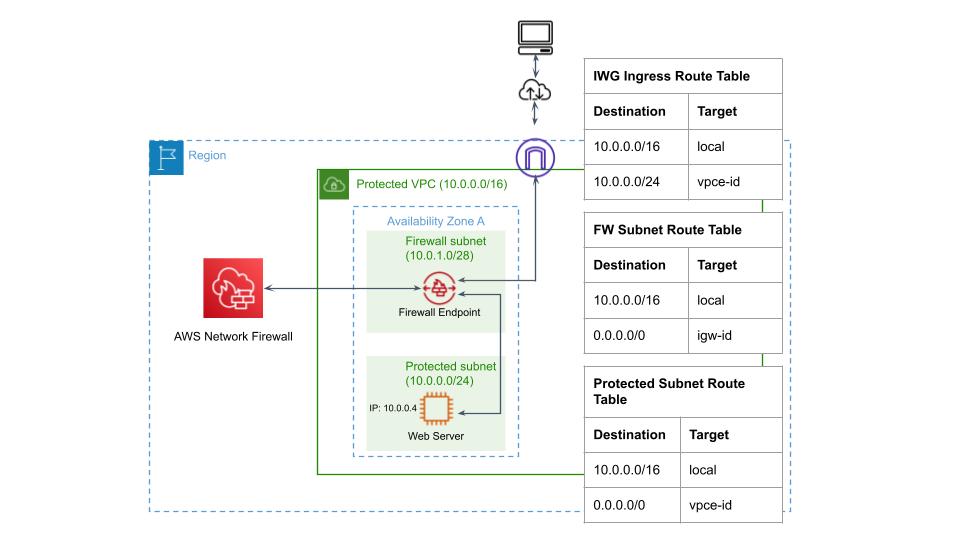 Region
Protected VPC (10.0.0.0/16)
Availability Zone A
Firewall subnet
(10.0.1.0/28)
Firewall Endpoint
AWS Network Firewall
Protected subnet
(10.0.0.0/24)
IP: 10.0.0.4
Web Server
IWG Ingress Route Table
Destination Target
10.0.0.0/16 local
10.0.0.0/24 vpce-id
FW Subnet Route Table
Destination Target
10.0.0.0/16 local
0.0.0.0/0 igw-id
Protected Subnet Route
Table
Destination Target
10.0.0.0/16 local
0.0.0.0/0 vpce-id